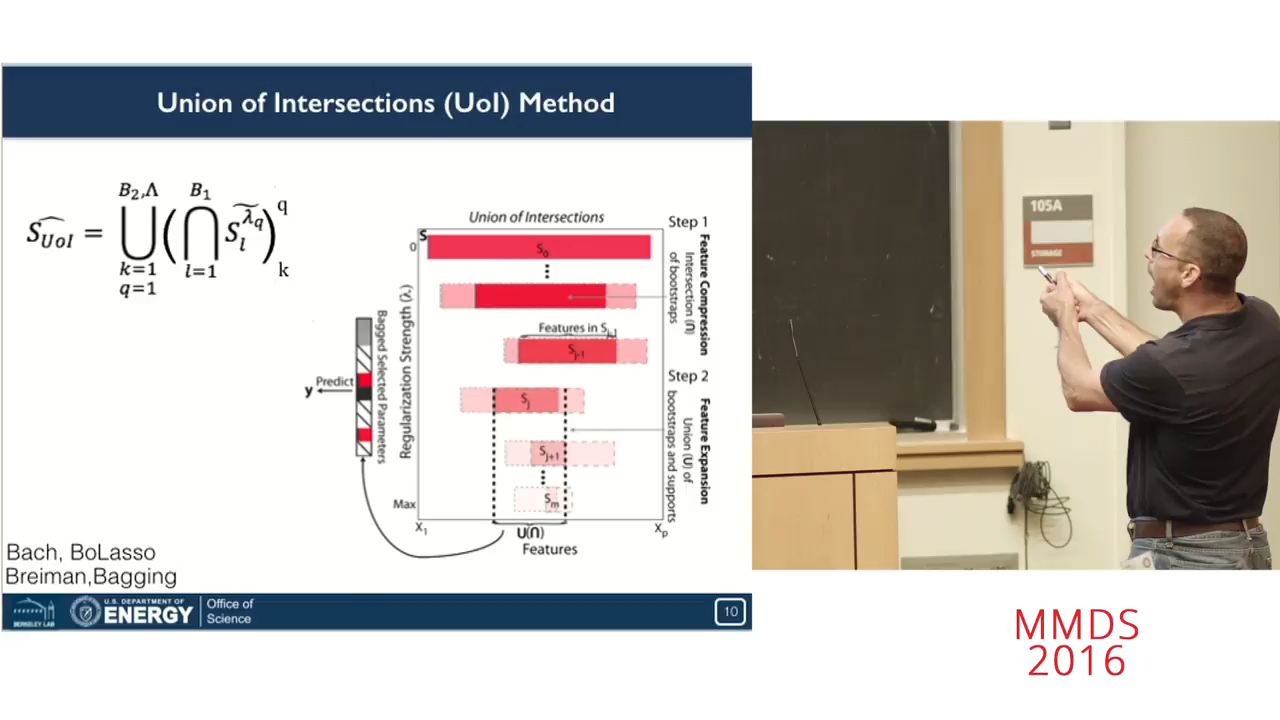 Union of Intersections (UoI) Method
B₂,Λ B₁
S_UoI = ⋃(⋂ S_l^λ_q)^q_k
k=1 l=1
q=1
Union of Intersections
S
0
S₀
Features in S_j-1
S_j-1
S_j
S_j+1
S_m
Max
X₁
X_p
U(∩)
Features
Regularization Strength (λ)
Bagged Selected Parameters
y
Predict
Step 1
Feature Compression
Intersection (∩)
of bootstraps
Step 2
Feature Expansion
Union (U) of
bootstraps and supports
Bach, BoLasso
Breiman,Bagging
BERKELEY LAB
U.S. DEPARTMENT OF
ENERGY
Office of
Science
10
105A
STORAGE
MMDS
2016